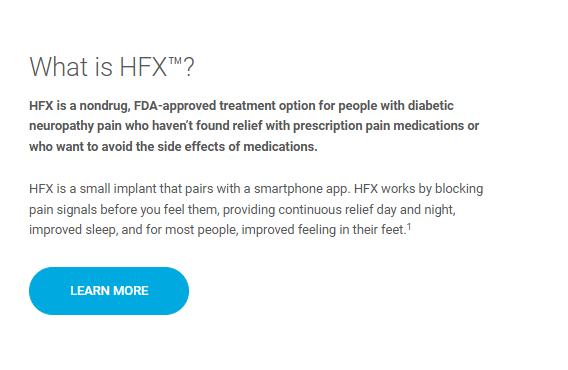 What is HFX™?
HFX is a nondrug, FDA-approved treatment option for people with diabetic
neuropathy pain who haven't found relief with prescription pain medications or
who want to avoid the side effects of medications.
HFX is a small implant that pairs with a smartphone app. HFX works by blocking
pain signals before you feel them, providing continuous relief day and night,
improved sleep, and for most people, improved feeling in their feet.¹
LEARN MORE